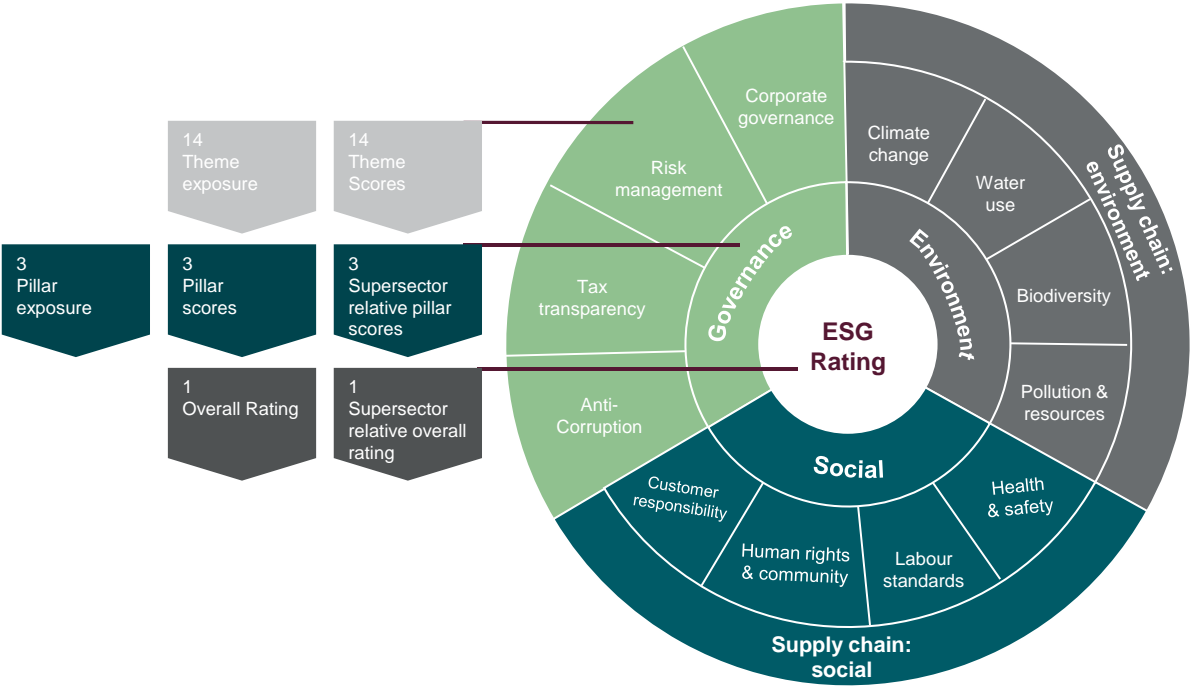 14
Theme
exposure
14
Theme
Scores
3
Pillar
exposure
3
Pillar
scores
3
Supersector
relative pillar
scores
1
Overall Rating
1
Supersector
relative overall
rating
ESG
Rating
Governance
Corporate
governance
Risk
management
Tax
transparency
Anti-
Corruption
Environment
Climate
change
Water
use
Biodiversity
Pollution &
resources
Supply chain:
environment
Social
Health
& safety
Labour
standards
Human rights
& community
Customer
responsibility
Supply chain:
social